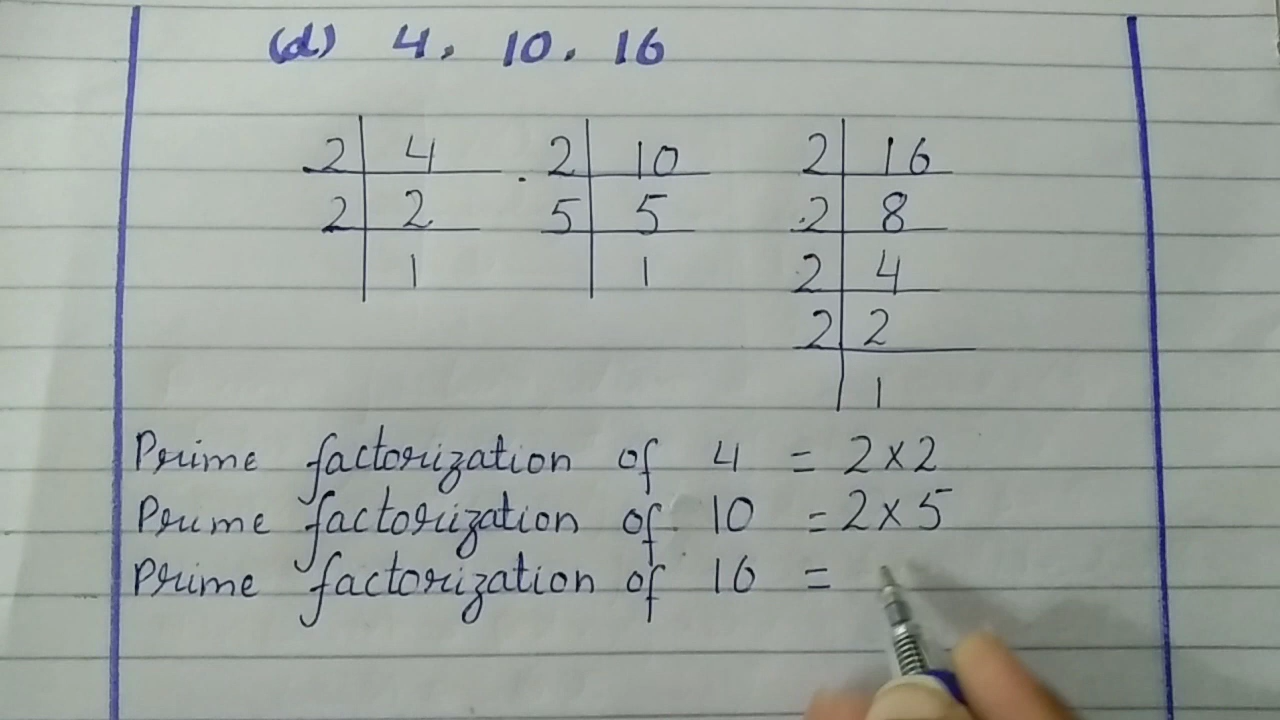 (d) 4, 10, 16
2 4 2 10 2 16
2 2 5 5 2 8
1 1 2 4
2 2
1
Prime factorization of 4 = 2×2
Prime factorization of 10 = 2×5
Prime factorization of 16 =